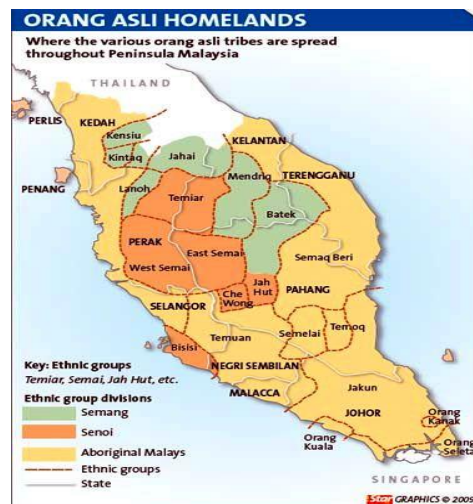 ORANG ASLI HOMELANDS
Where the various orang asli tribes are spread
throughout Peninsula Malaysia
THAILAND
PERLIS
KEDAH
Kensiu
Kintaq
Jahai
KELANTAN
Mendriq
TERENGGANU
PENANG
Lanoh
Temiar
Batek
PERAK
East Semai
West Semai
Semaq Beri
Jah
Hut
PAHANG
Che
Wong
SELANGOR
Semelai
Temoq
Temuan
Bisisi
NEGRI SEMBILAN
MALACCA
Jakun
JOHOR
Orang
Kanak
Orang
Kuala
Orang
Seleta
SINGAPORE
Key: Ethnic groups
Temiar, Semai, Jah Hut, etc.
Ethnic group divisions
Semang
Senoi
Aboriginal Malays
Ethnic groups
State
Star GRAPHICS © 2009